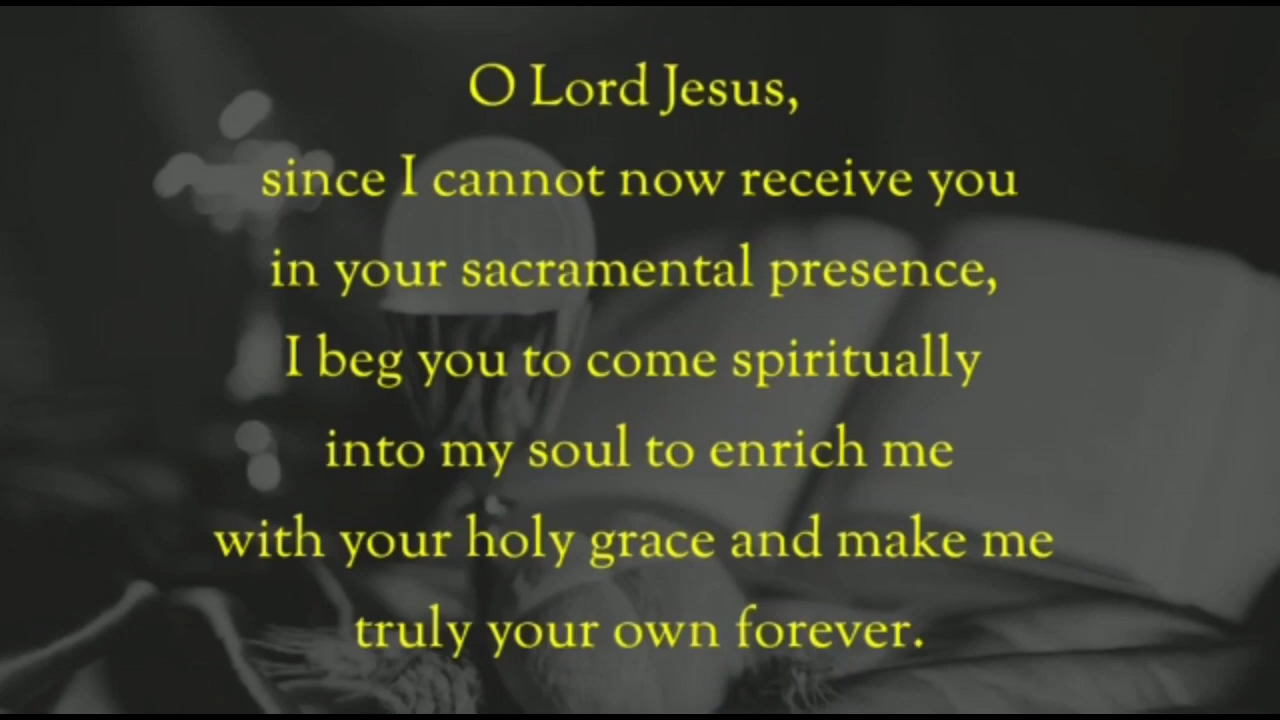 O Lord Jesus,
since I cannot now receive you
in your sacramental presence,
I beg you to come spiritually
into my soul to enrich me
with your holy grace and make me
truly your own forever.